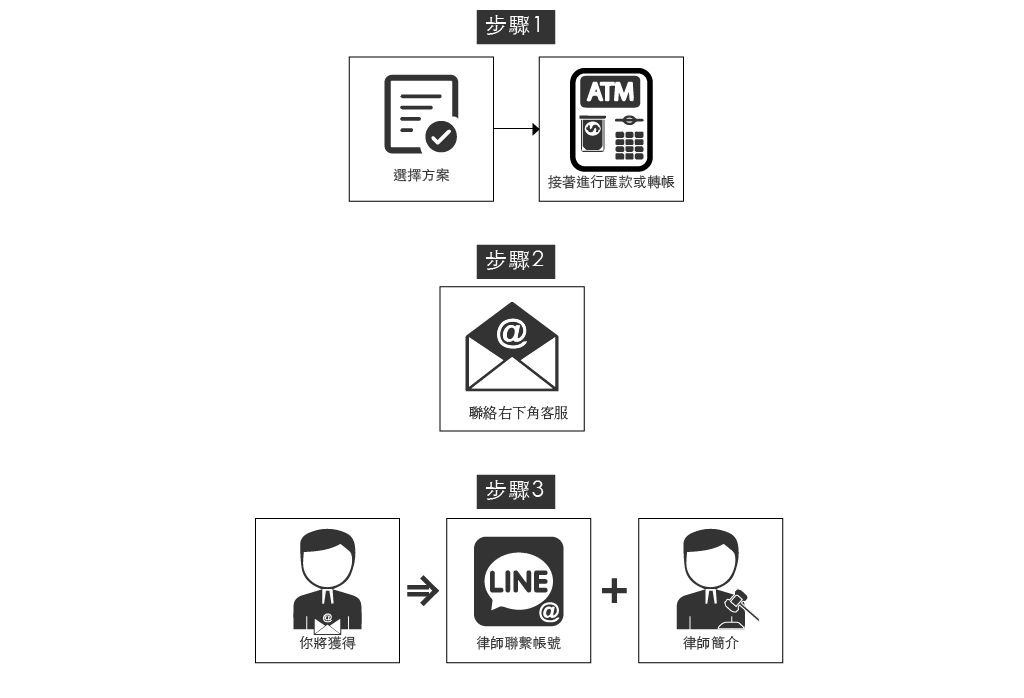 步驟1
ATM
選擇方案
接著進行匯款或轉帳
步驟2
@
聯絡右下角客服
步驟3
LINE
@
@
你將獲得
律師聯繫帳號
律師簡介